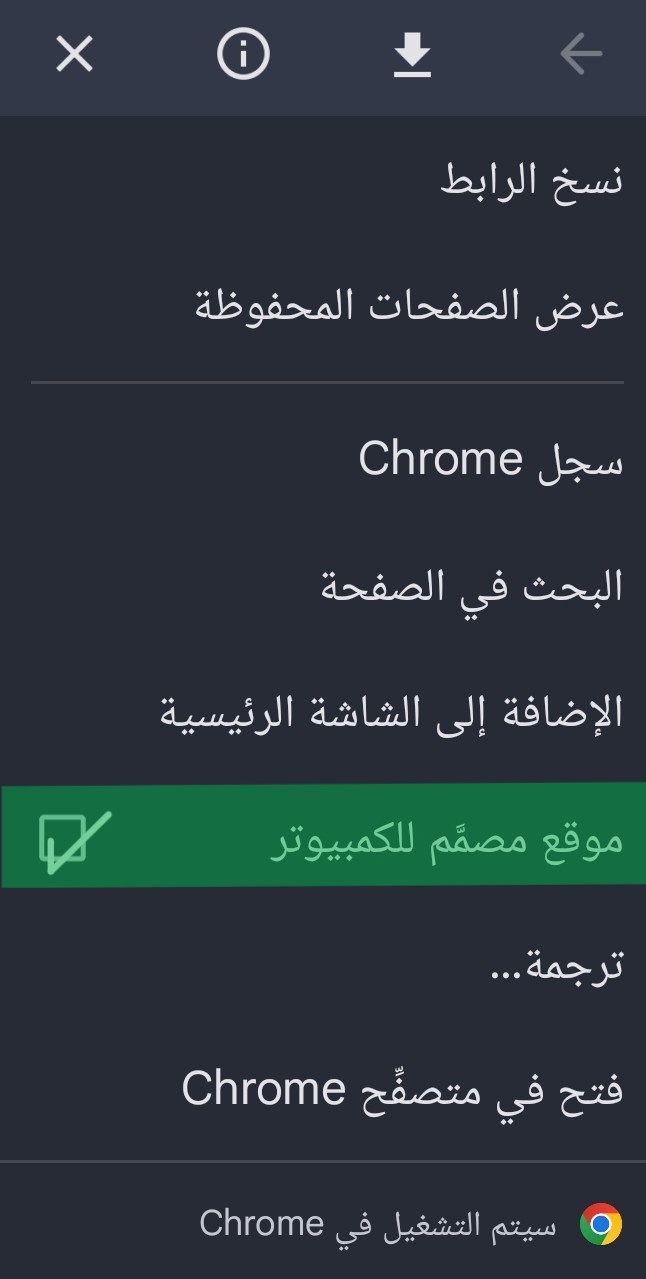 نسخ الرابط
عرض الصفحات المحفوظة
سجل Chrome
البحث في الصفحة
الإضافة إلى الشاشة الرئيسية
موقع مصمَّم للكمبيوتر
ترجمة...
فتح في متصفِّح Chrome
سيتم التشغيل في Chrome